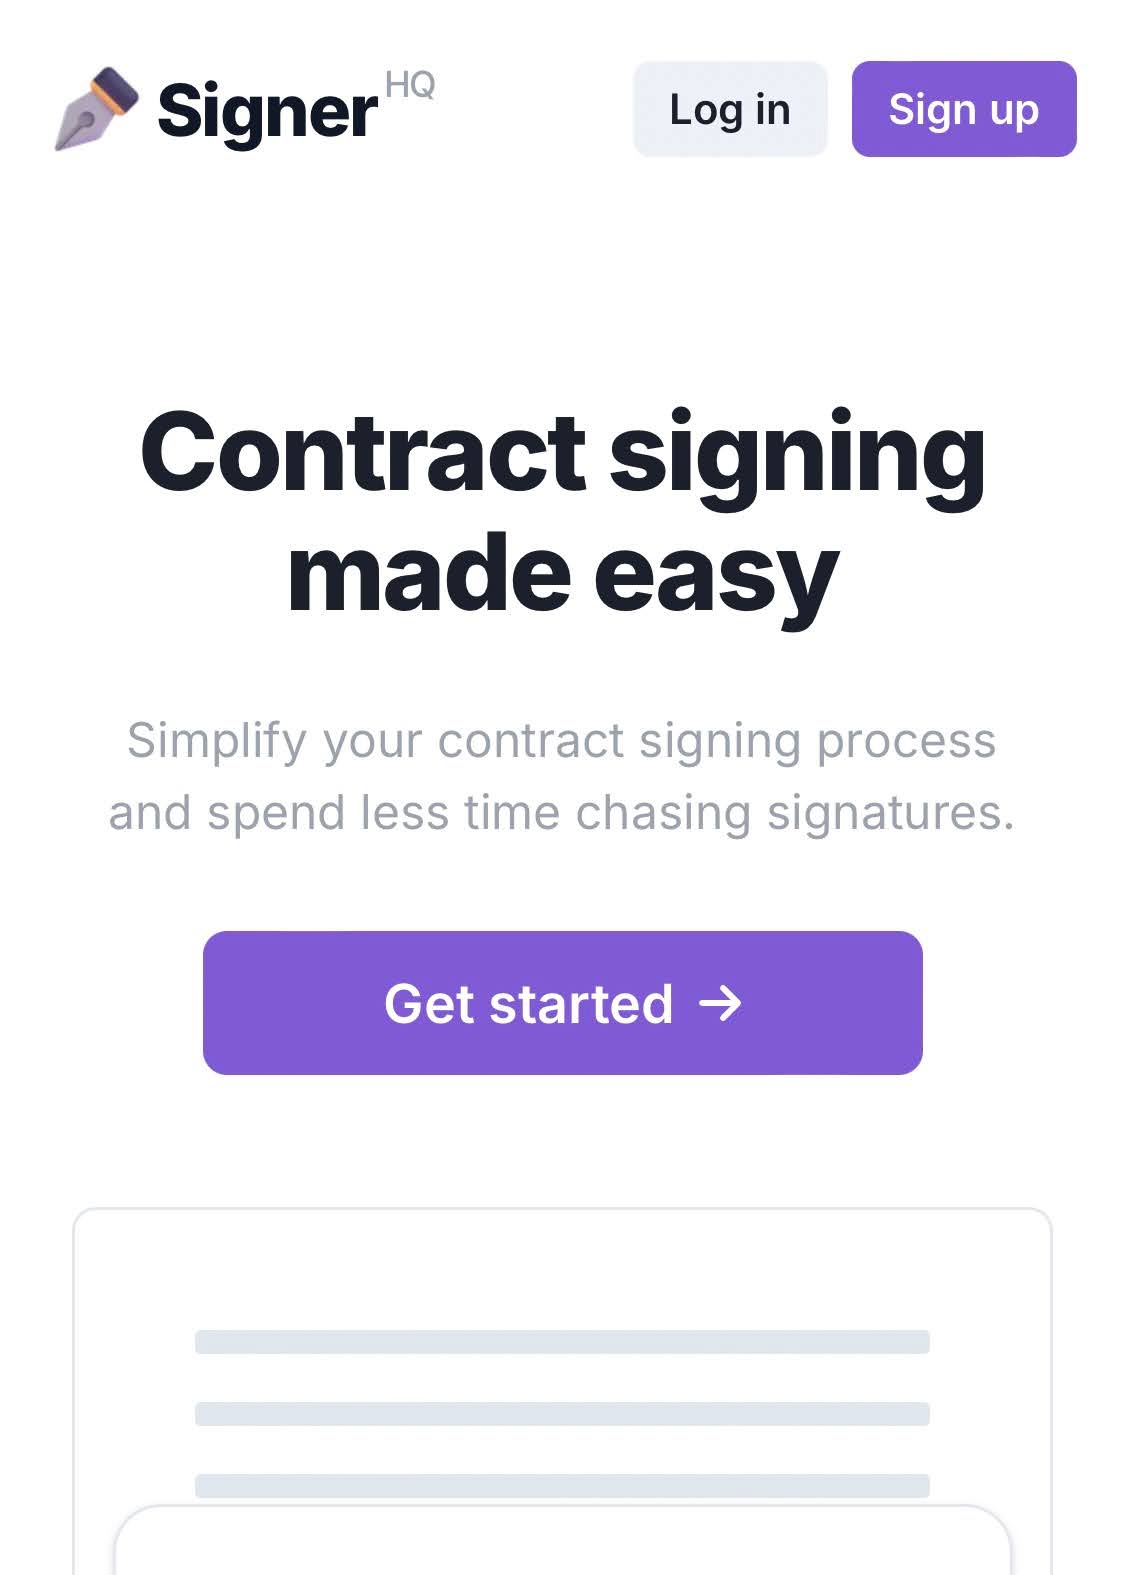 Signer HQ
Log in
Sign up
Contract signing
made easy
Simplify your contract signing process
and spend less time chasing signatures.
Get started →